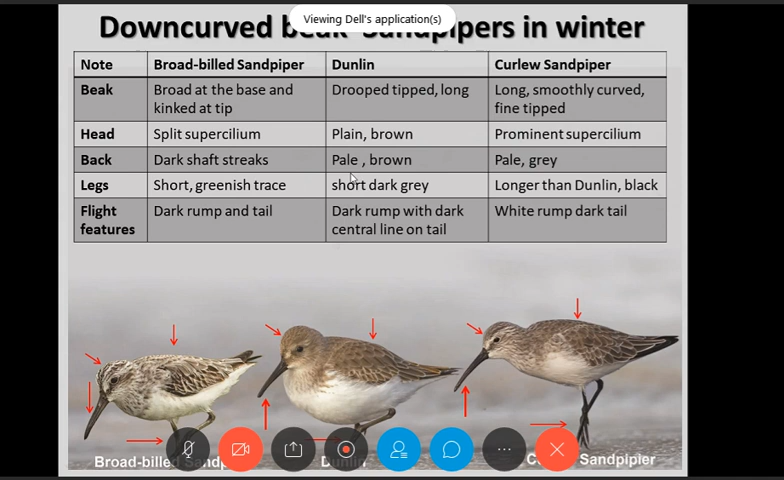 Viewing Dell's application(s)
Downcurved beak sandpipers in winter
Note Broad-billed Sandpiper Dunlin Curlew Sandpiper
Beak Broad at the base and Drooped tipped, long Long, smoothly curved,
kinked at tip fine tipped
Head Split supercilium Plain, brown Prominent supercilium
Back Dark shaft streaks Pale , brown Pale, grey
Legs Short, greenish trace short dark grey Longer than Dunlin, black
Flight Dark rump and tail Dark rump with dark White rump dark tail
features central line on tail
Broad-billed Dunlin Sandpipier